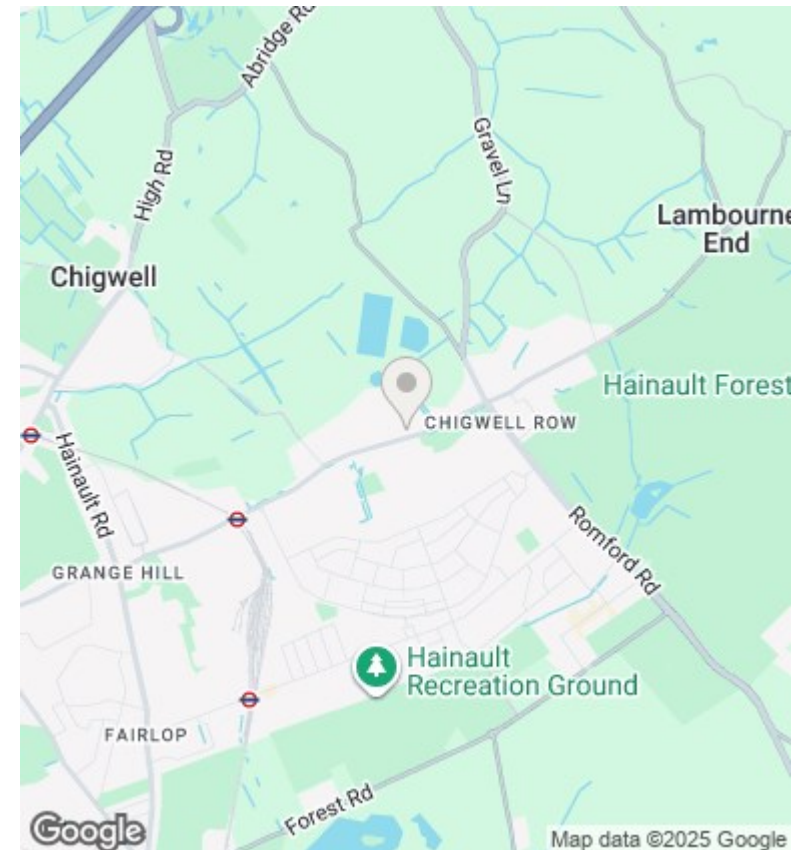 Abridge Rd
High Rd
Gravel Ln
Lambourne
End
Chigwell
Hainault Forest
CHIGWELL ROW
Hainault Rd
Romford Rd
GRANGE HILL
Hainault
Recreation Ground
FAIRLOP
Forest Rd
Google
Map data ©2025 Google